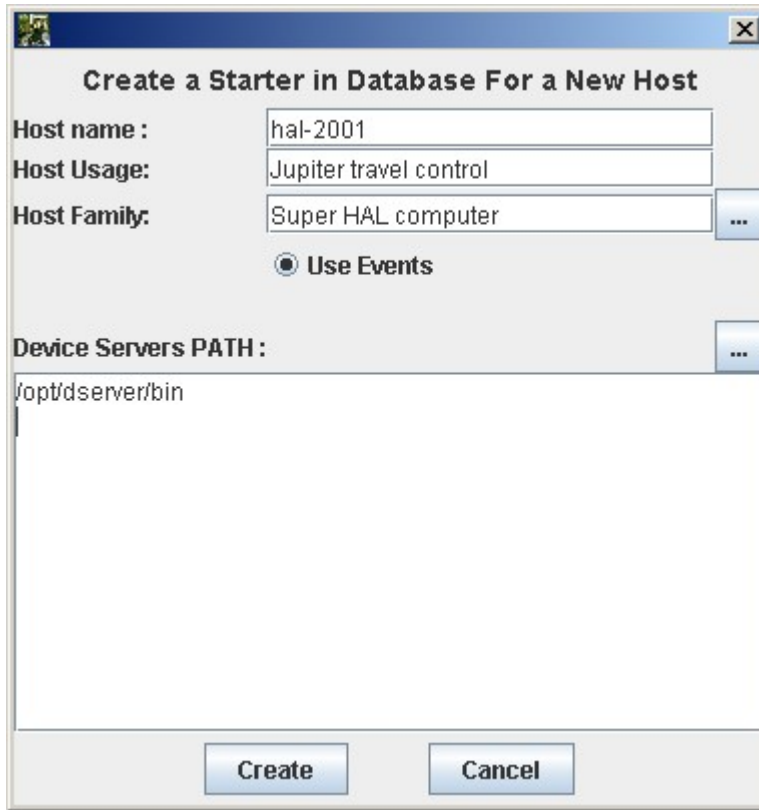 Create a Starter in Database For a New Host
Host name : hal-2001
Host Usage: Jupiter travel control
Host Family: Super HAL computer ...
Use Events
Device Servers PATH : ...
/opt/dserver/bin
Create Cancel